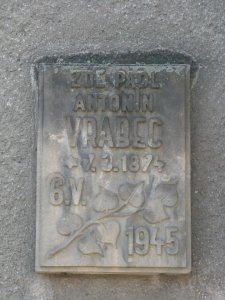 ZDE PADL
ANTONÍN
VRABEC
* 7.3.1874
6.V.
1945